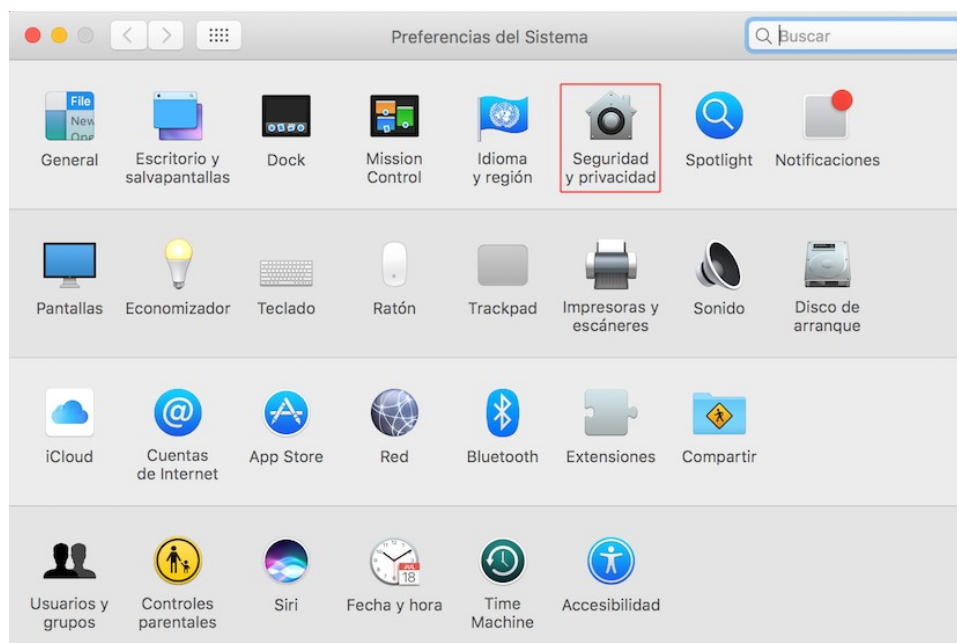 Preferencias del Sistema
Buscar
File
New
One
General
Escritorio y
salvapantallas
Dock
Mission
Control
Idioma
y región
Seguridad
y privacidad
Spotlight
Notificaciones
Pantallas
Economizador
Teclado
Ratón
Trackpad
Impresoras y
escáneres
Sonido
Disco de
arranque
iCloud
Cuentas
de Internet
App Store
Red
Bluetooth
Extensiones
Compartir
Usuarios y
grupos
Controles
parentales
Siri
JUL
18
Fecha y hora
Time
Machine
Accesibilidad